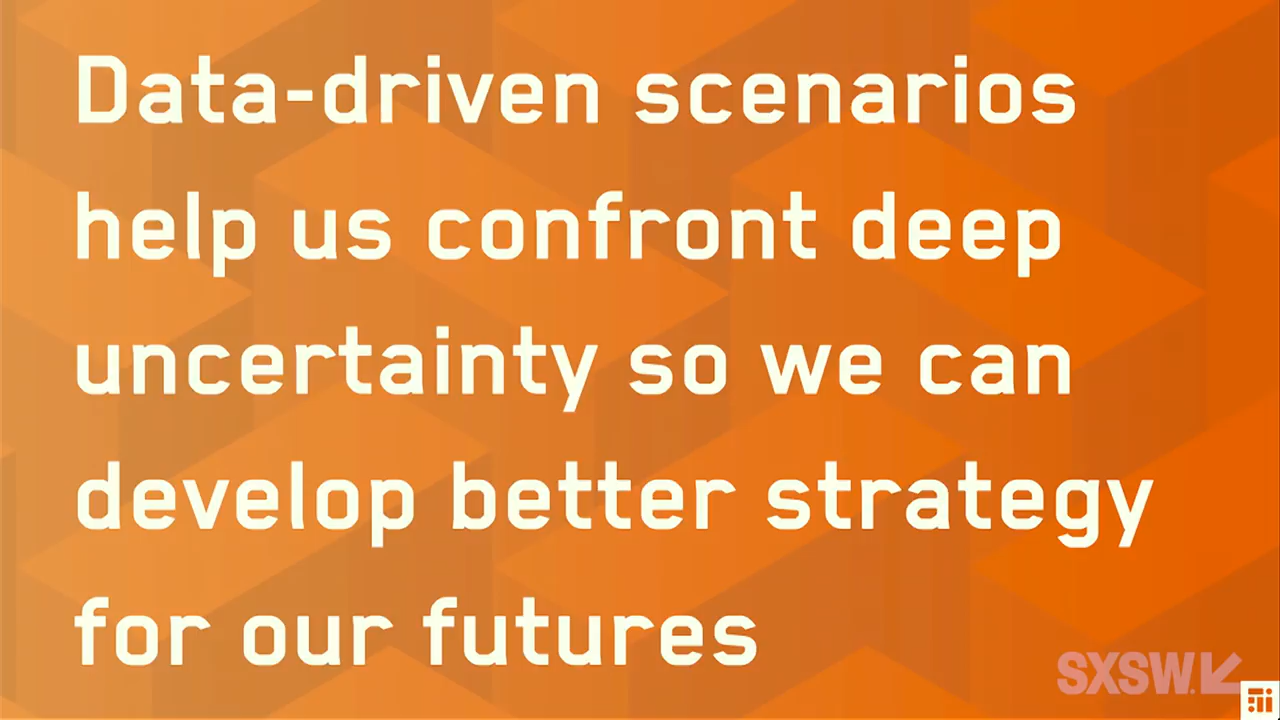 Data-driven scenarios
help us confront deep
uncertainty so we can
develop better strategy
for our futures
SXSW.